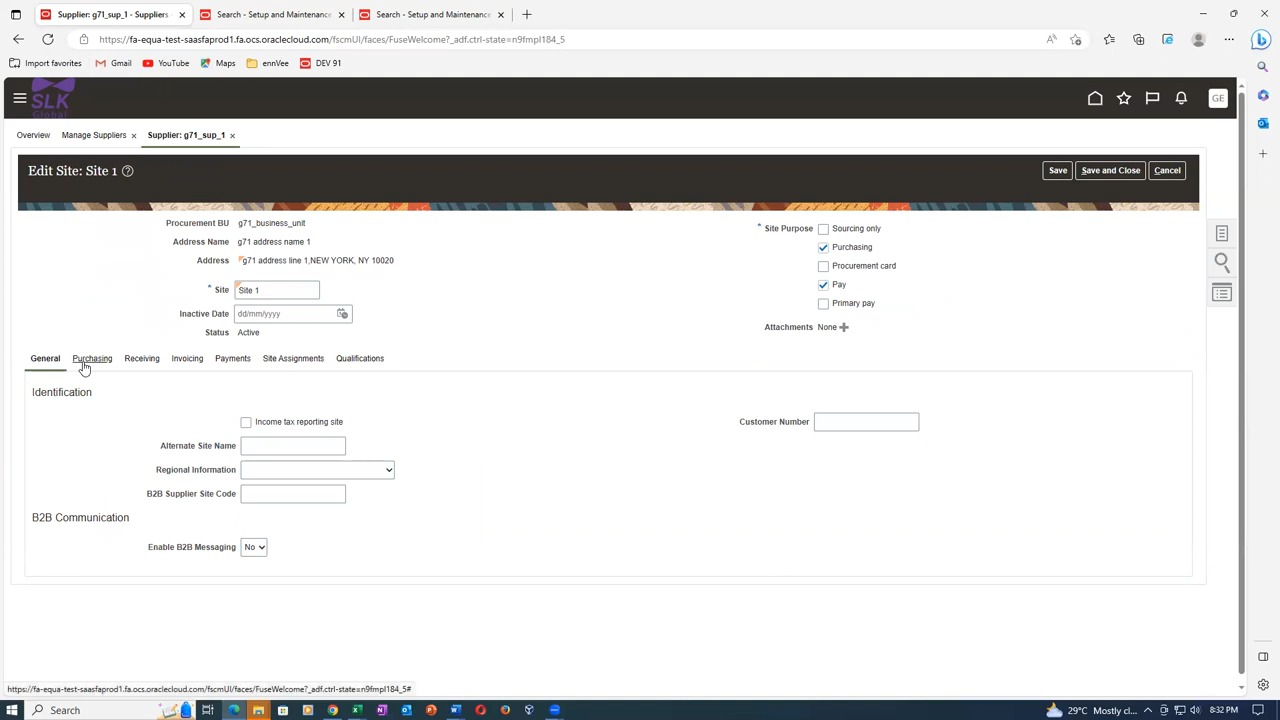 Supplier: g71_sup_1 - Suppliers
Search - Setup and Maintenance
Search - Setup and Maintenance
https://fa-equa-test-saasfaprod1.fa.ocs.oraclecloud.com/fscmUI/faces/FuseWelcome?_adf.ctrl-state=n9fmpl184_5
Import favorites
Gmail
YouTube
Maps
ennVee
DEV 91
SLK
Global
GE
Overview
Manage Suppliers
Supplier: g71_sup_1
Edit Site: Site 1
Save
Save and Close
Cancel
Procurement BU g71_business_unit
Address Name g71 address name 1
Address g71 address line 1,NEW YORK, NY 10020
* Site Site 1
Inactive Date dd/mm/yyyy
Status Active
* Site Purpose Sourcing only
Purchasing
Procurement card
Pay
Primary pay
Attachments None
General Purchasing Receiving Invoicing Payments Site Assignments Qualifications
Identification
Income tax reporting site
Customer Number
Alternate Site Name
Regional Information
B2B Supplier Site Code
B2B Communication
Enable B2B Messaging No
https://fa-equa-test-saasfaprod1.fa.ocs.oraclecloud.com/fscmUI/faces/FuseWelcome?_adf.ctrl-state=n9fmpl184_5#
Search
29°C Mostly cl...
8:32 PM